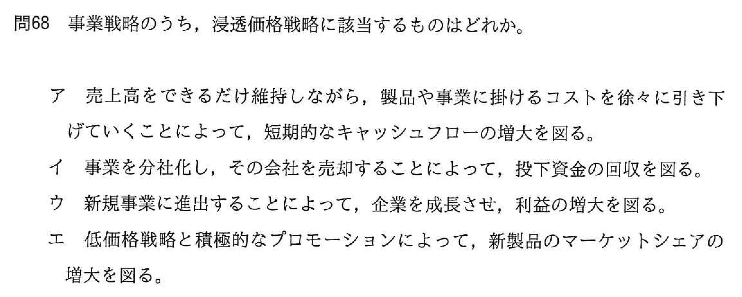 問68 事業戦略のうち，浸透価格戦略に該当するものはどれか。
ア 売上高をできるだけ維持しながら，製品や事業に掛けるコストを徐々に引き下
げていくことによって，短期的なキャッシュフローの増大を図る。
イ 事業を分社化し，その会社を売却することによって，投下資金の回収を図る。
ウ 新規事業に進出することによって，企業を成長させ，利益の増大を図る。
エ 低価格戦略と積極的なプロモーションによって，新製品のマーケットシェアの
増大を図る。